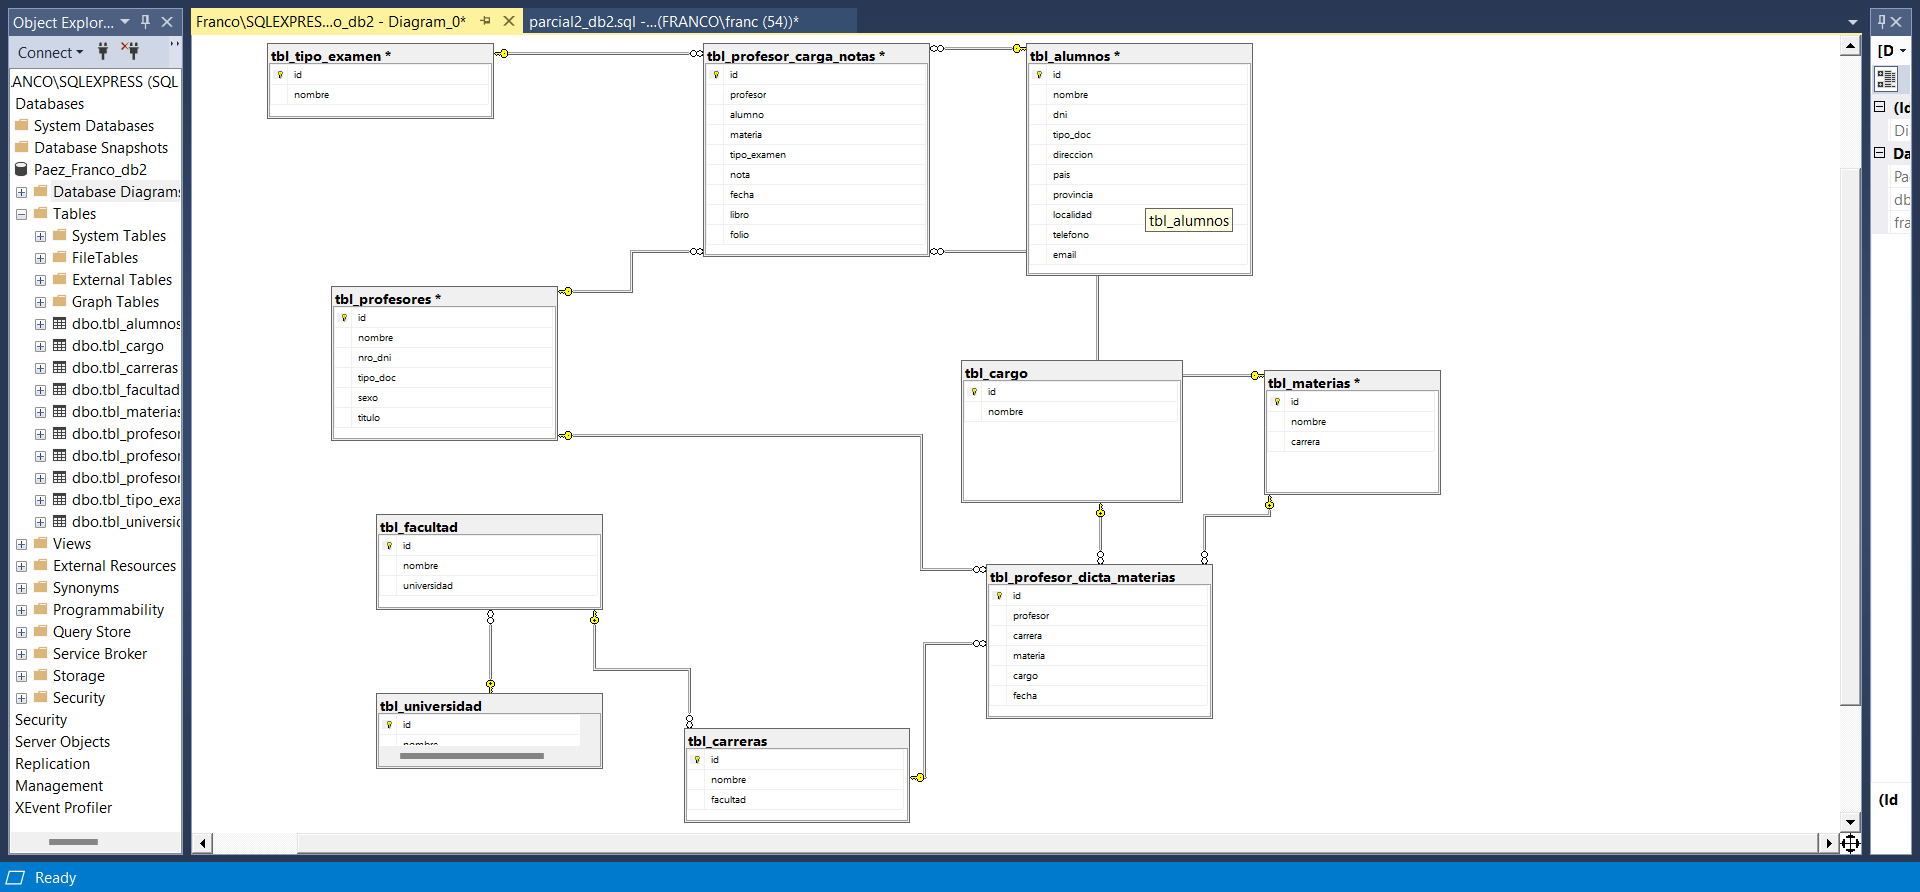 Object Explor...
Connect
ANCO\SQLEXPRESS (SQL
Databases
System Databases
Database Snapshots
Paez_Franco_db2
Database Diagrams
Tables
System Tables
FileTables
External Tables
Graph Tables
dbo.tbl_alumnos
dbo.tbl_cargo
dbo.tbl_carreras
dbo.tbl_facultad
dbo.tbl_materias
dbo.tbl_profesor
dbo.tbl_profesor
dbo.tbl_profesor
dbo.tbl_tipo_exa
dbo.tbl_universid
Views
External Resources
Synonyms
Programmability
Query Store
Service Broker
Storage
Security
Security
Server Objects
Replication
Management
XEvent Profiler
Franco\SQLEXPRES...o_db2 - Diagram_0*
parcial2_db2.sql -...(FRANCO\franc (54))*
tbl_tipo_examen *
id
nombre
tbl_profesor_carga_notas *
id
profesor
alumno
materia
tipo_examen
nota
fecha
libro
folio
tbl_alumnos *
id
nombre
dni
tipo_doc
direccion
pais
provincia
localidad
telefono
email
tbl_alumnos
tbl_profesores *
id
nombre
nro_dni
tipo_doc
sexo
titulo
tbl_cargo
id
nombre
tbl_materias *
id
nombre
carrera
tbl_facultad
id
nombre
universidad
tbl_profesor_dicta_materias
id
profesor
carrera
materia
cargo
fecha
tbl_universidad
id
nombre
tbl_carreras
id
nombre
facultad
[D
(Id
Di
Da
Pa
db
fra
(Id
Ready